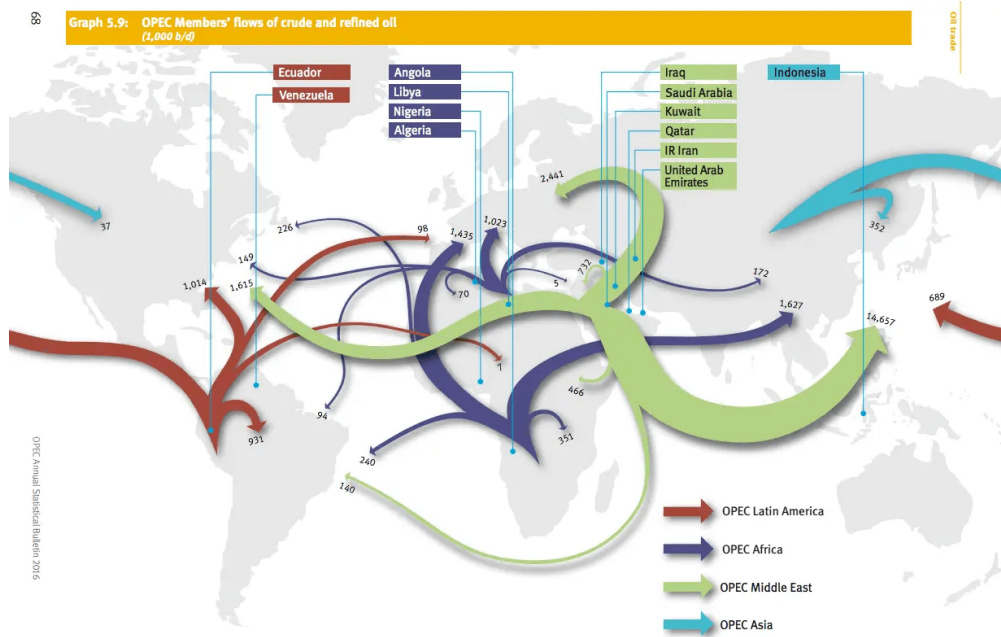 68
Graph 5.9: OPEC Members' flows of crude and refined oil
(1,000 b/d)
Oil trade
Ecuador
Venezuela
Angola
Libya
Nigeria
Algeria
Iraq
Saudi Arabia
Kuwait
Qatar
IR Iran
United Arab
Emirates
Indonesia
2,441
37
226
98
1,435
1,023
352
149
1,014
1,615
70
5
732
172
1,627
14,657
689
7
466
94
931
240
351
140
OPEC Latin America
OPEC Africa
OPEC Middle East
OPEC Asia
OPEC Annual Statistical Bulletin 2016